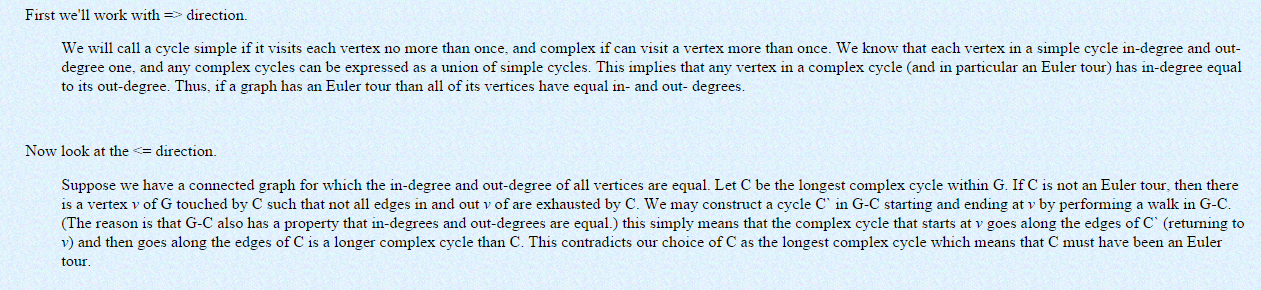 First we'll work with => direction.
We will call a cycle simple if it visits each vertex no more than once, and complex if can visit a vertex more than once. We know that each vertex in a simple cycle in-degree and out-
degree one, and any complex cycles can be expressed as a union of simple cycles. This implies that any vertex in a complex cycle (and in particular an Euler tour) has in-degree equal
to its out-degree. Thus, if a graph has an Euler tour than all of its vertices have equal in- and out- degrees.
Now look at the <= direction.
Suppose we have a connected graph for which the in-degree and out-degree of all vertices are equal. Let C be the longest complex cycle within G. If C is not an Euler tour, then there
is a vertex v of G touched by C such that not all edges in and out v of are exhausted by C. We may construct a cycle C` in G-C starting and ending at v by performing a walk in G-C.
(The reason is that G-C also has a property that in-degrees and out-degrees are equal.) this simply means that the complex cycle that starts at v goes along the edges of C` (returning to
v) and then goes along the edges of C is a longer complex cycle than C. This contradicts our choice of C as the longest complex cycle which means that C must have been an Euler
tour.